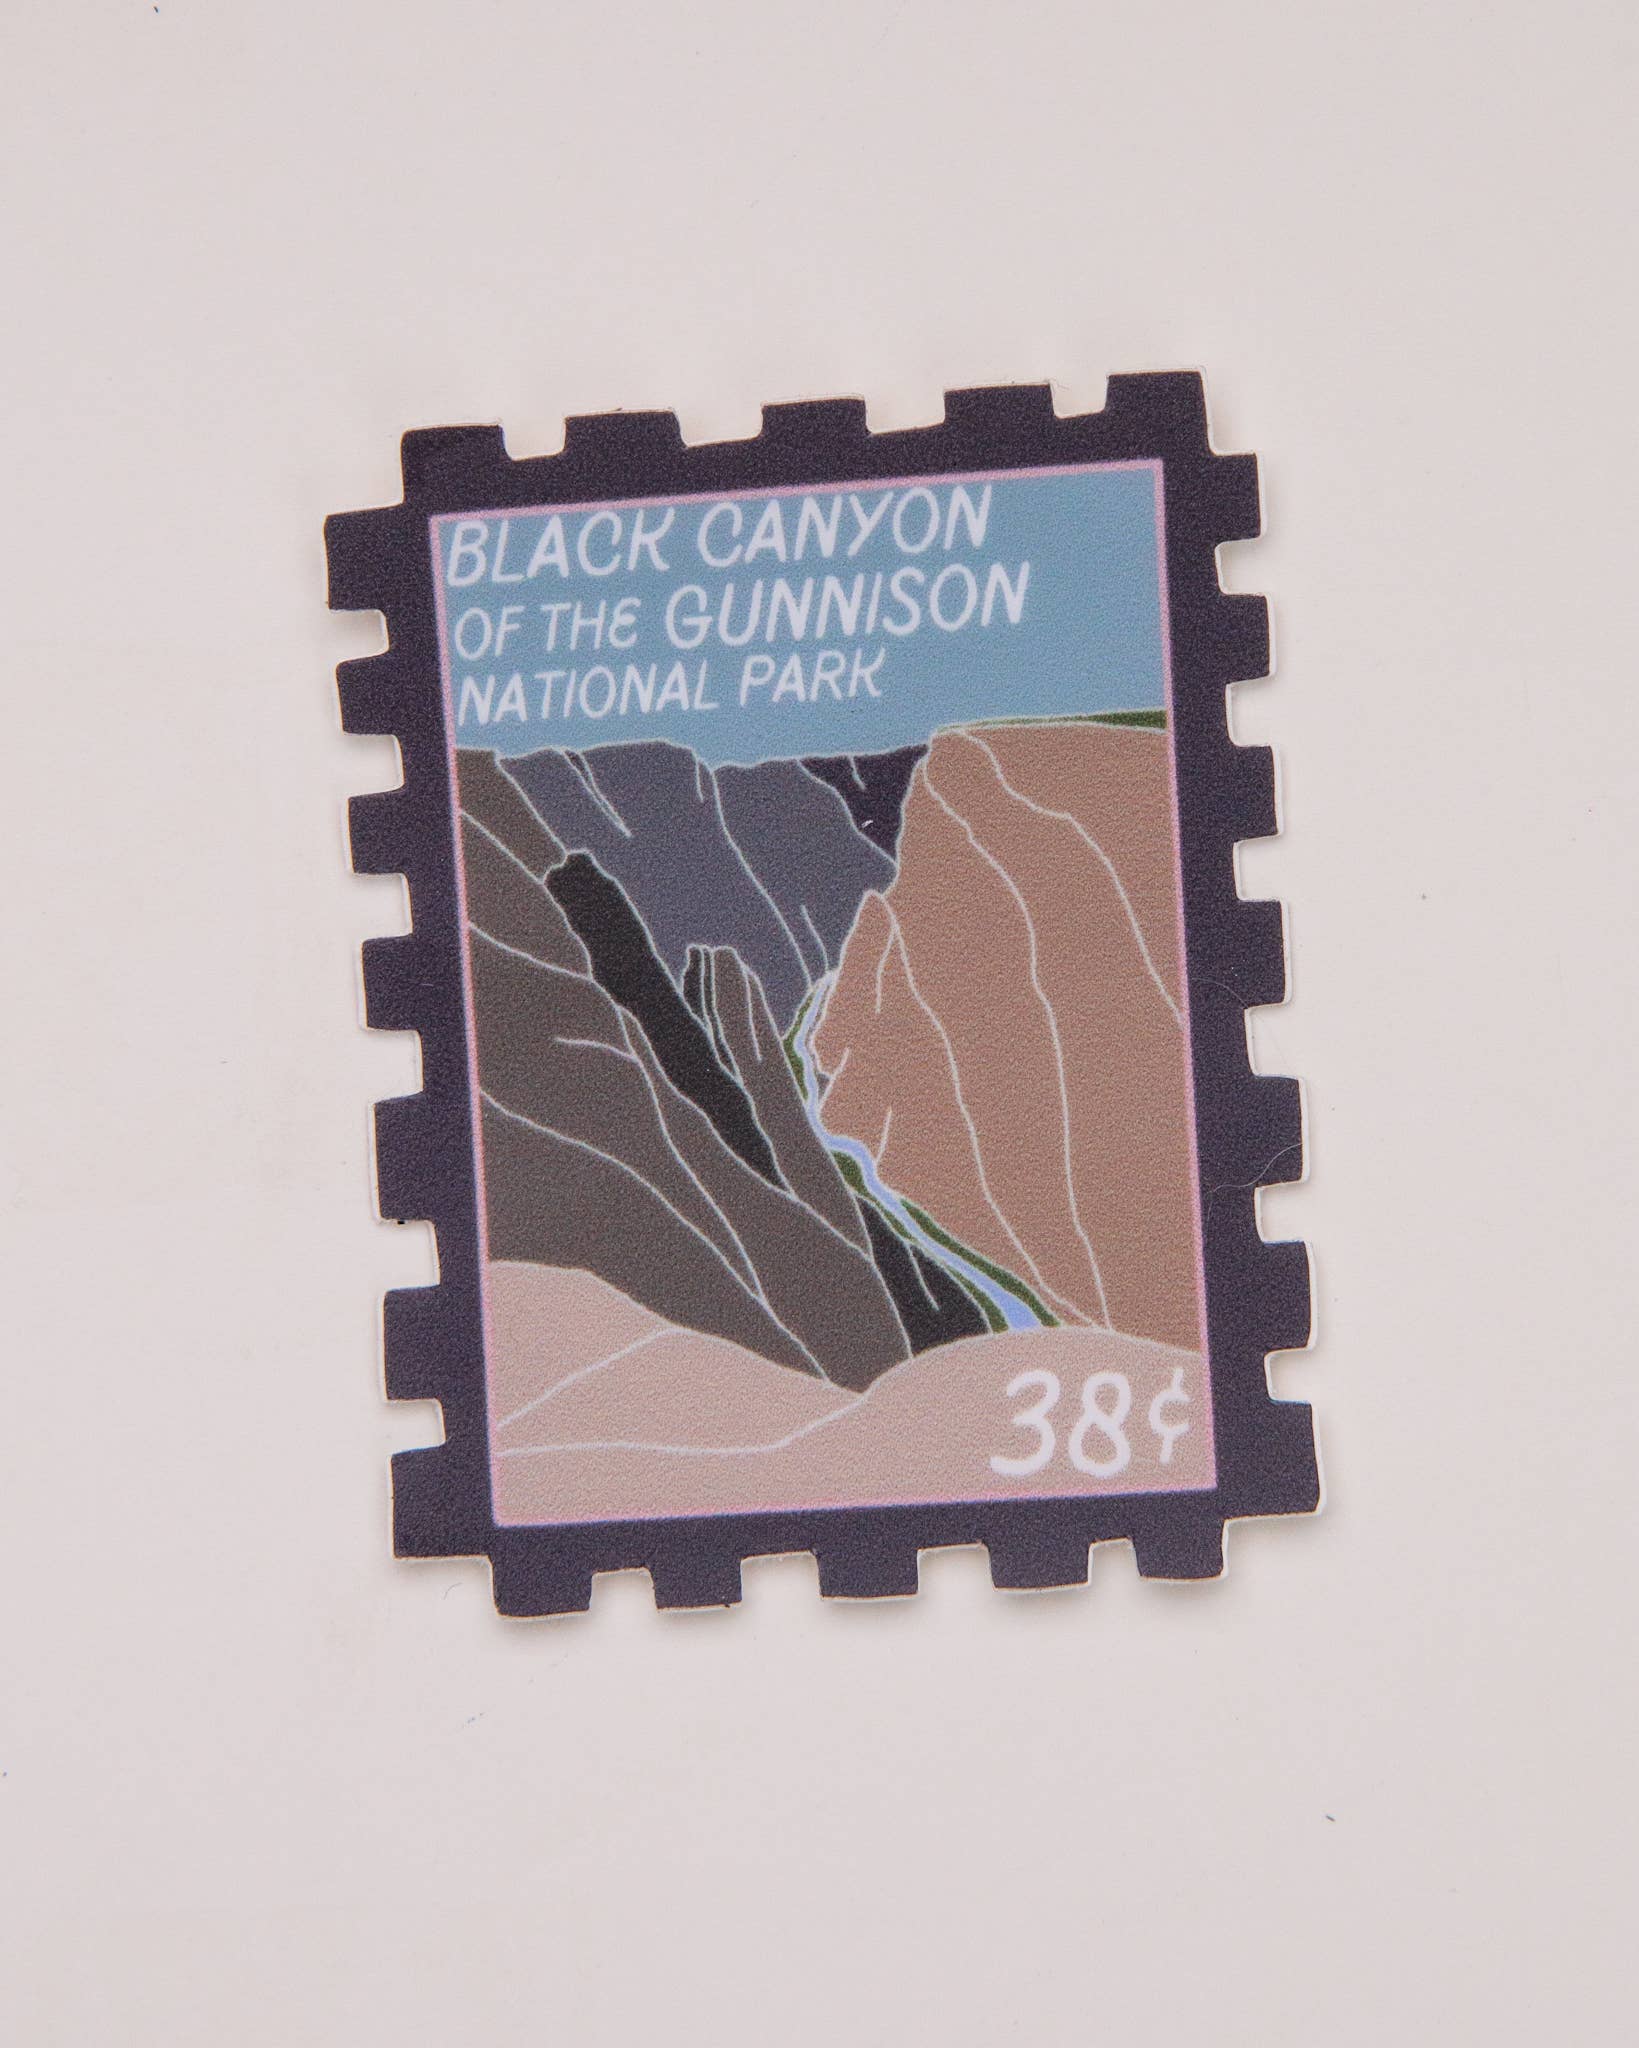 BLACK CANYON
OF THE GUNNISON
NATIONAL PARK
38¢